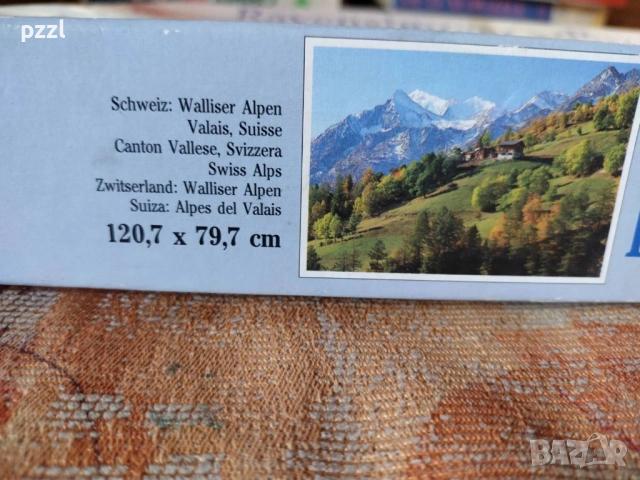 pzzl
Schweiz: Walliser Alpen
Valais, Suisse
Canton Vallese, Svizzera
Swiss Alps
Zwitserland: Walliser Alpen
Suiza: Alpes del Valais
120,7 x 79,7 cm
BAZAR
bg